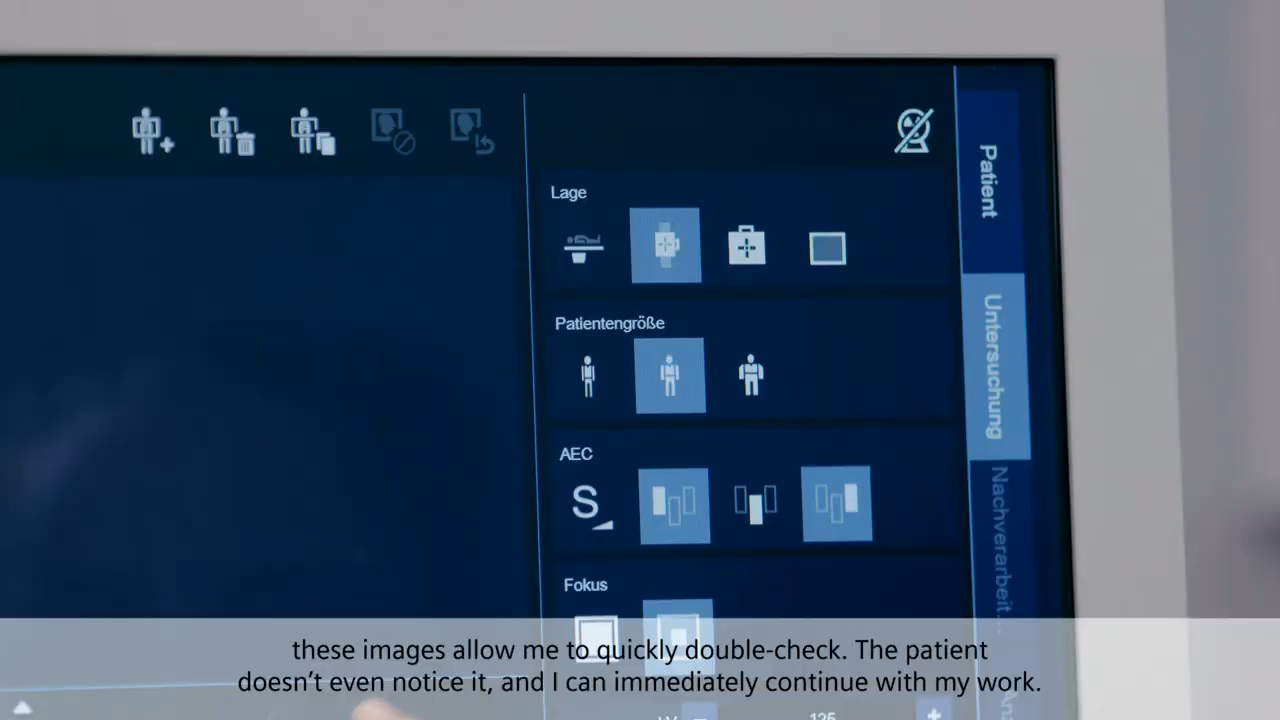 Lage
Patientengröße
AEC
S
Fokus
Patient
Untersuchung
Nachverarbeit...
these images allow me to quickly double-check. The patient
doesn't even notice it, and I can immediately continue with my work.
125